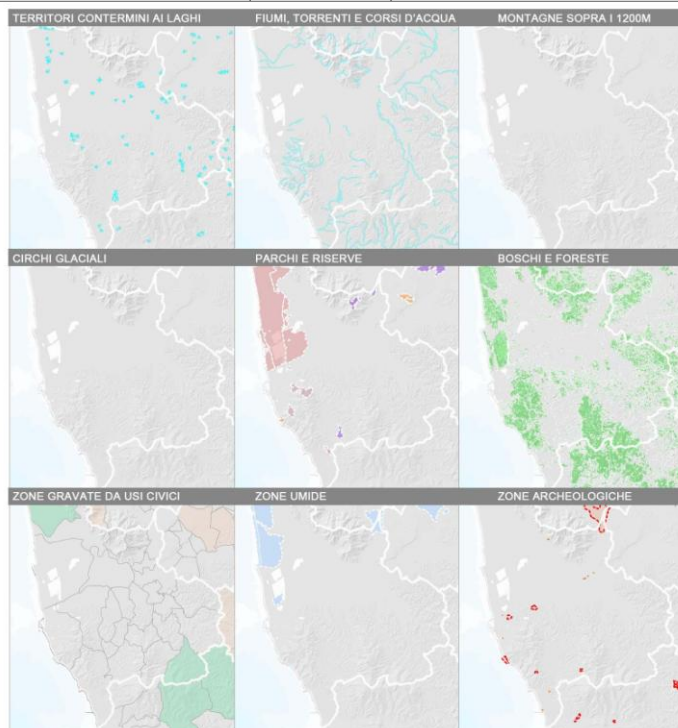 TERRITORI CONTERMINI AI LAGHI
FIUMI, TORRENTI E CORSI D'ACQUA
MONTAGNE SOPRA I 1200M
CIRCHI GLACIALI
PARCHI E RISERVE
BOSCHI E FORESTE
ZONE GRAVATE DA USI CIVICI
ZONE UMIDE
ZONE ARCHEOLOGICHE